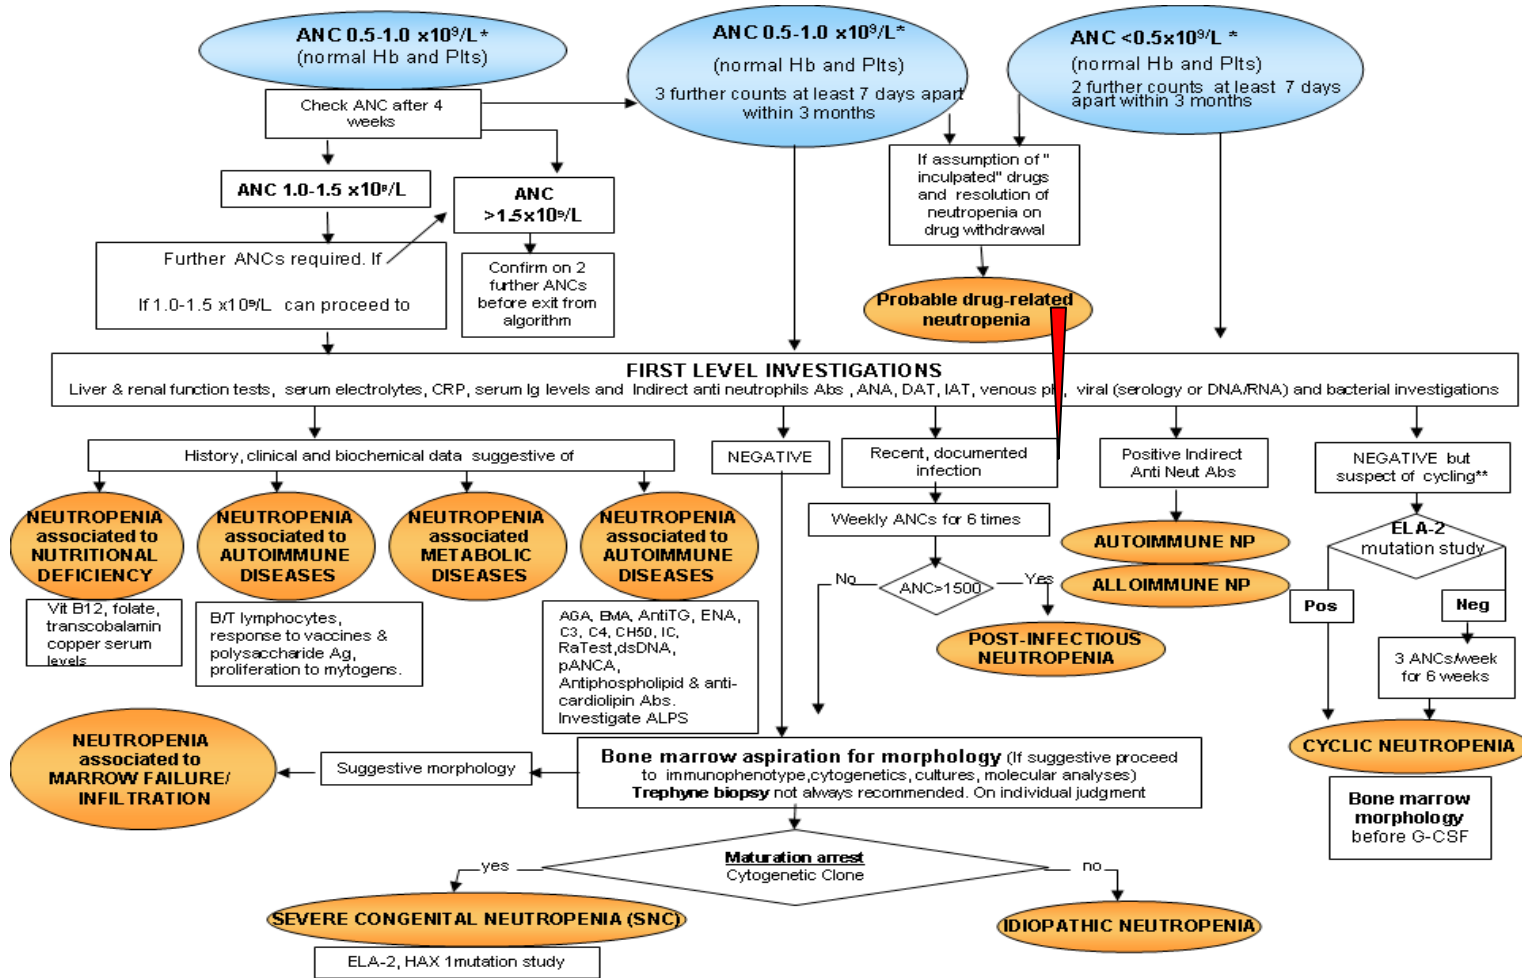 ANC 0.5-1.0 x10⁹/L*
(normal Hb and Plts)
ANC 0.5-1.0 x10⁹/L*
(normal Hb and Plts)
3 further counts at least 7 days apart
within 3 months
ANC <0.5x10⁹/L *
(normal Hb and Plts)
2 further counts at least 7 days
apart within 3 months
Check ANC after 4
weeks
ANC 1.0-1.5 x10⁹/L
ANC
>1.5x10⁹/L
If assumption of "
inculpated" drugs
and resolution of
neutropenia on
drug withdrawal
Further ANCs required. If
If 1.0-1.5 x10⁹/L can proceed to
Confirm on 2
further ANCs
before exit from
algorithm
Probable drug-related
neutropenia
FIRST LEVEL INVESTIGATIONS
Liver & renal function tests, serum electrolytes, CRP, serum Ig levels and Indirect anti neutrophils Abs , ANA, DAT, IAT, venous viral (serology or DNA/RNA) and bacterial investigations
History, clinical and biochemical data suggestive of
NEGATIVE
Recent, documented
infection
Positive Indirect
Anti Neut Abs
NEGATIVE but
suspect of cycling**
NEUTROPENIA
associated to
NUTRITIONAL
DEFICIENCY
NEUTROPENIA
associated to
AUTOIMMUNE
DISEASES
NEUTROPENIA
associated
METABOLIC
DISEASES
NEUTROPENIA
associated to
AUTOIMMUNE
DISEASES
Weekly ANCs for 6 times
AUTOIMMUNE NP
ALLOIMMUNE NP
ELA-2
mutation study
No
ANC>1500
Yes
Pos
Neg
Vit B12, folate,
transcobalamin
copper serum
levels
B/T lymphocytes,
response to vaccines &
polysaccharide Ag,
proliferation to mytogens.
AGA, EMA, AntiTG, ENA,
C3, C4, CH50, IC,
RaTest,dsDNA,
pANCA,
Antiphospholipid & anti-
cardiolipin Abs.
Investigate ALPS
POST-INFECTIOUS
NEUTROPENIA
3 ANCs/week
for 6 weeks
NEUTROPENIA
associated to
MARROW FAILURE/
INFILTRATION
Suggestive morphology
Bone marrow aspiration for morphology (If suggestive proceed
to immunophenotype,cytogenetics, cultures, molecular analyses)
Trephyne biopsy not always recommended. On individual judgment
CYCLIC NEUTROPENIA
Bone marrow
morphology
before G-CSF
yes
Maturation arrest
Cytogenetic Clone
no
SEVERE CONGENITAL NEUTROPENIA (SNC)
IDIOPATHIC NEUTROPENIA
ELA-2, HAX 1mutation study